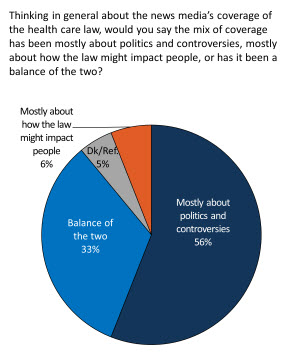 Thinking in general about the news media's coverage of
the health care law, would you say the mix of coverage
has been mostly about politics and controversies, mostly
about how the law might impact people, or has it been a
balance of the two?
Mostly about
how the law
might impact
people
6%
Dk/Ref.
5%
Mostly about
politics and
controversies
56%
Balance of
the two
33%